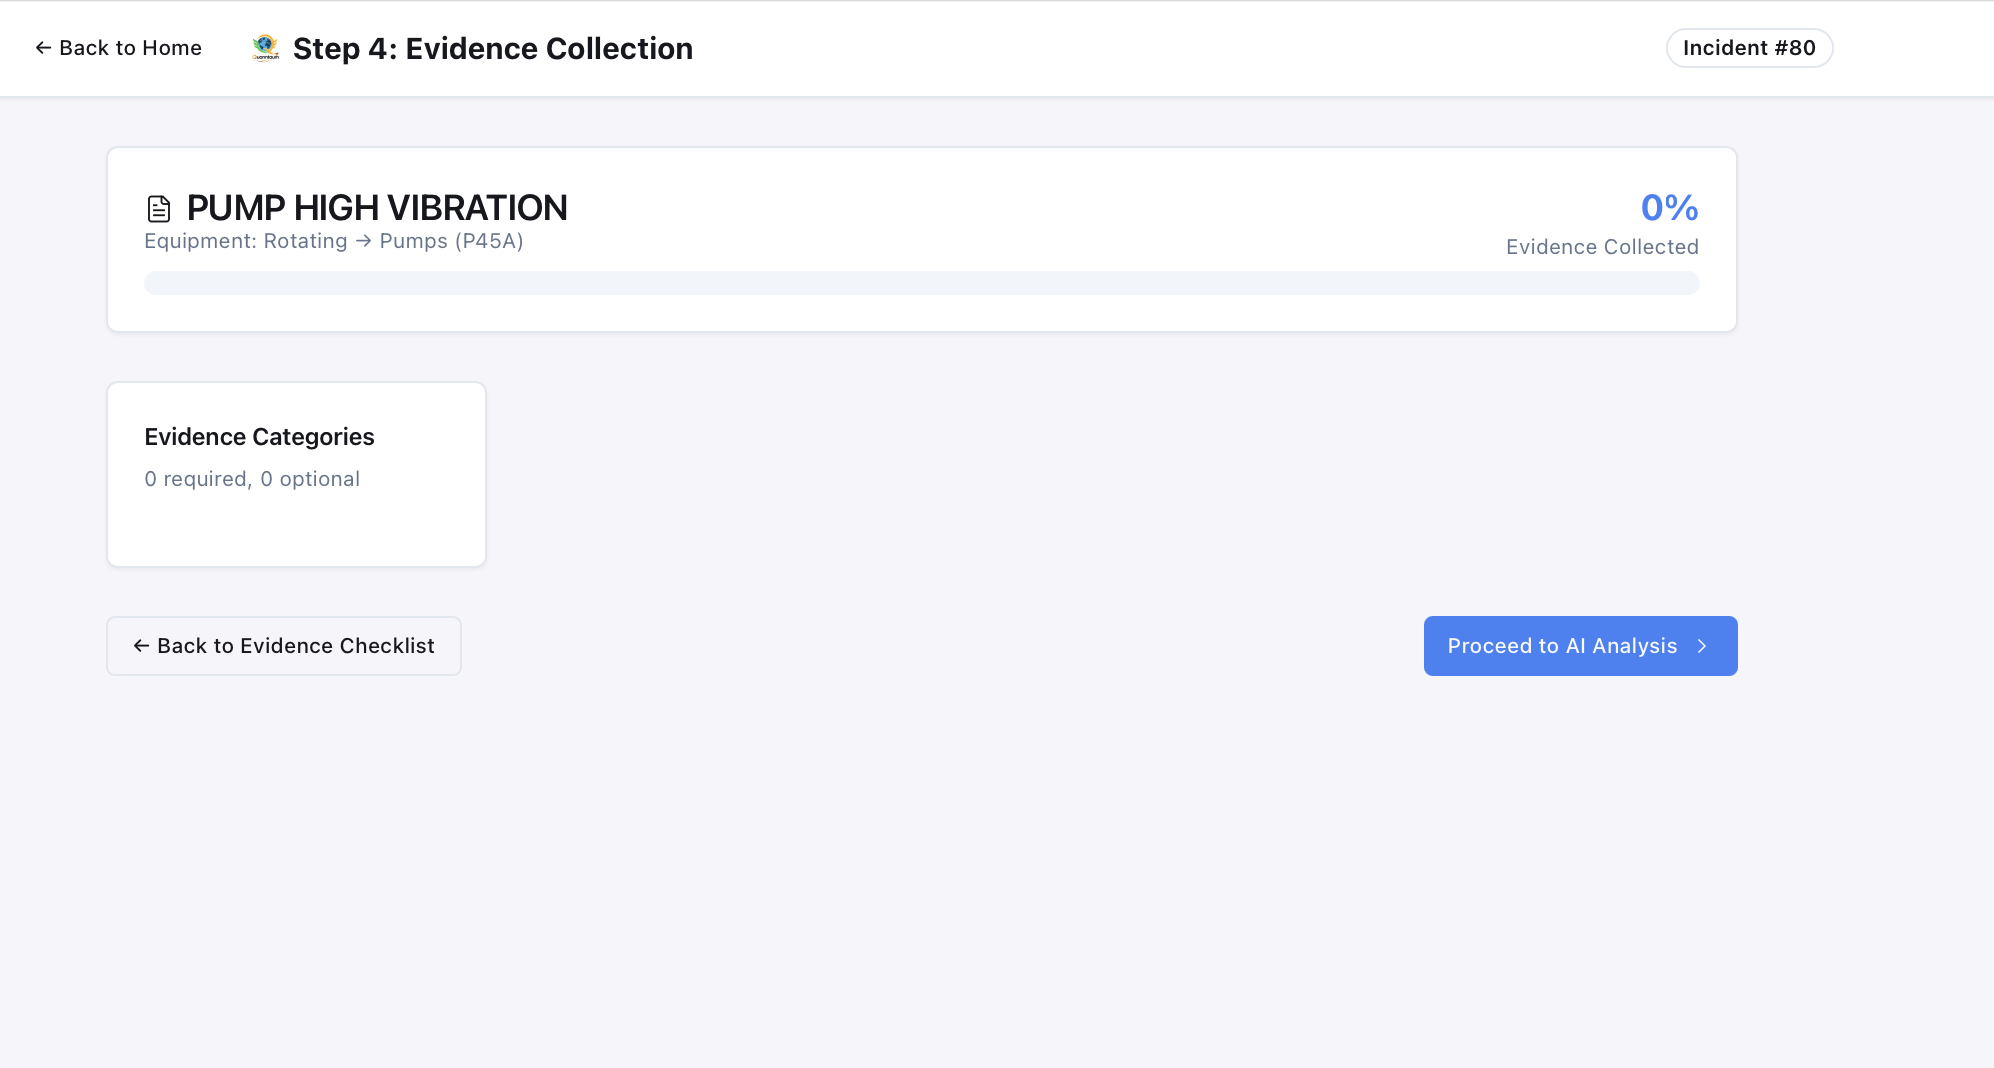 ← Back to Home
Step 4: Evidence Collection
Incident #80
PUMP HIGH VIBRATION
Equipment: Rotating → Pumps (P45A)
0%
Evidence Collected
Evidence Categories
0 required, 0 optional
← Back to Evidence Checklist
Proceed to AI Analysis >